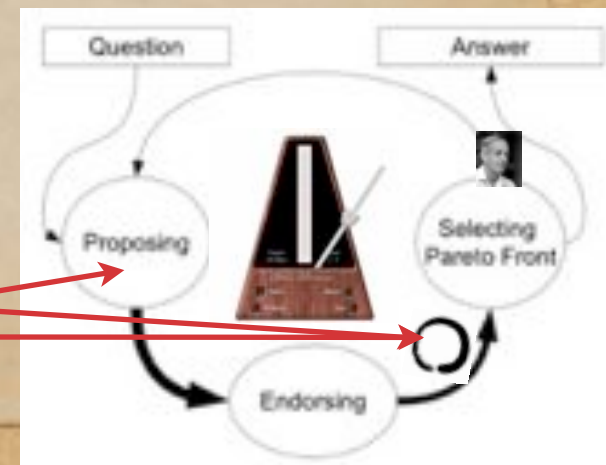 Question
Answer
Proposing
Selecting
Pareto Front
Endorsing